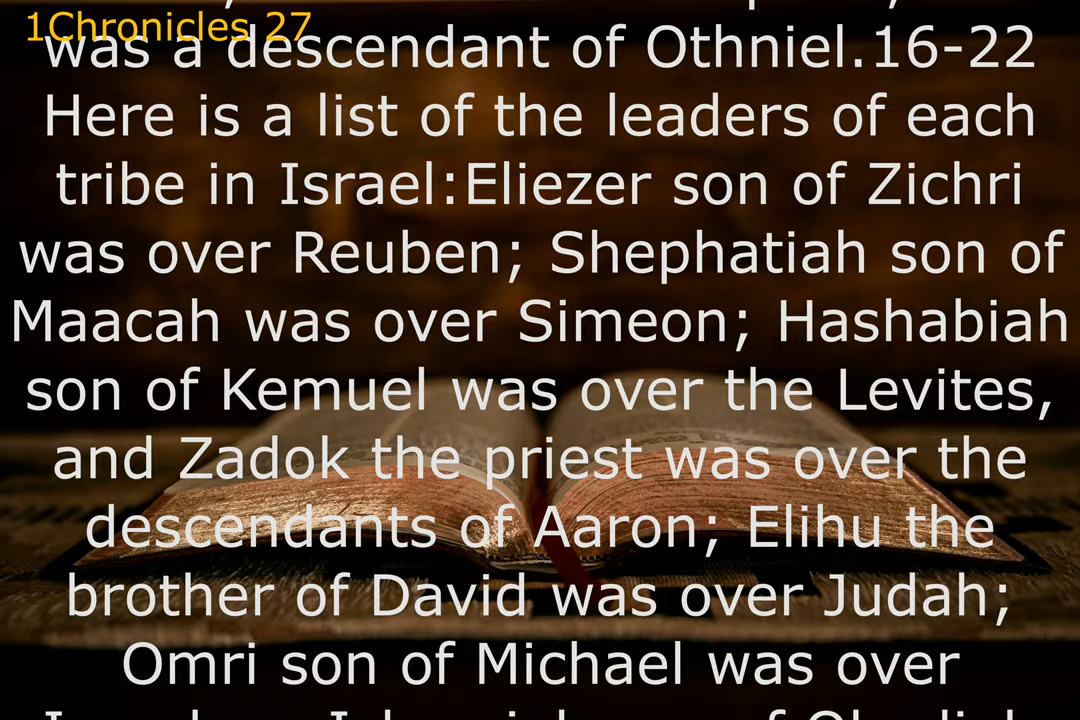 1Chronicles 27
was a descendant of Othniel.16-22
Here is a list of the leaders of each
tribe in Israel:Eliezer son of Zichri
was over Reuben; Shephatiah son of
Maacah was over Simeon; Hashabiah
son of Kemuel was over the Levites,
and Zadok the priest was over the
descendants of Aaron; Elihu the
brother of David was over Judah;
Omri son of Michael was over